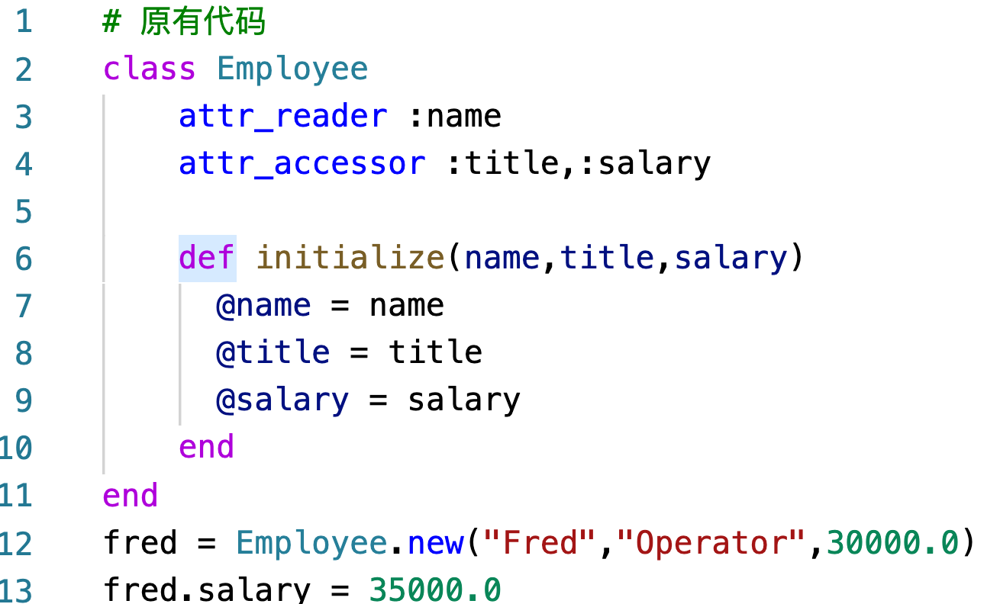 1 # 原有代码
2 class Employee
3 attr_reader :name
4 attr_accessor :title,:salary
5
6 def initialize(name,title,salary)
7 @name = name
8 @title = title
9 @salary = salary
10 end
11 end
12 fred = Employee.new("Fred","Operator",30000.0)
13 fred.salary = 35000.0